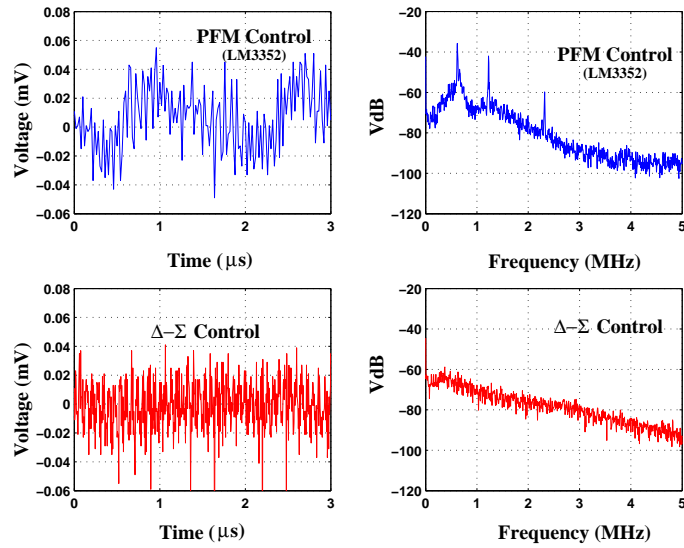 0.08
0.06
0.04
0.02
0
−0.02
−0.04
−0.06
Voltage (mV)
PFM Control
(LM3352)
0 1 2 3
Time (μs)
−20
−40
−60
−80
−100
−120
VdB
PFM Control
(LM3352)
0 1 2 3 4 5
Frequency (MHz)
0.08
0.06
0.04
0.02
0
−0.02
−0.04
−0.06
Voltage (mV)
Δ−Σ Control
0 1 2 3
Time (μs)
−20
−40
−60
−80
−100
−120
VdB
Δ−Σ Control
0 1 2 3 4 5
Frequency (MHz)